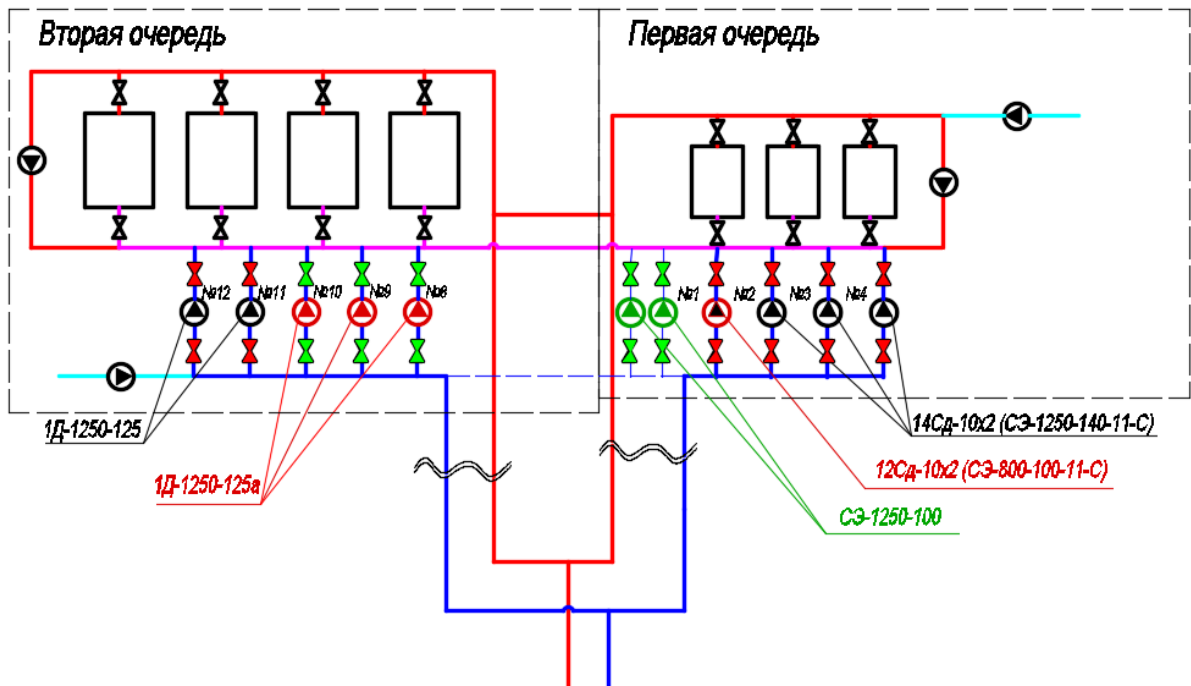 Вторая очередь
Первая очередь
№12
№11
№10
№9
№8
№1
№2
№3
№4
1Д-1250-125
14Сд-10х2 (СЭ-1250-140-11-С)
1Д-1250-125а
12Сд-10х2 (СЭ-800-100-11-С)
СЭ-1250-100